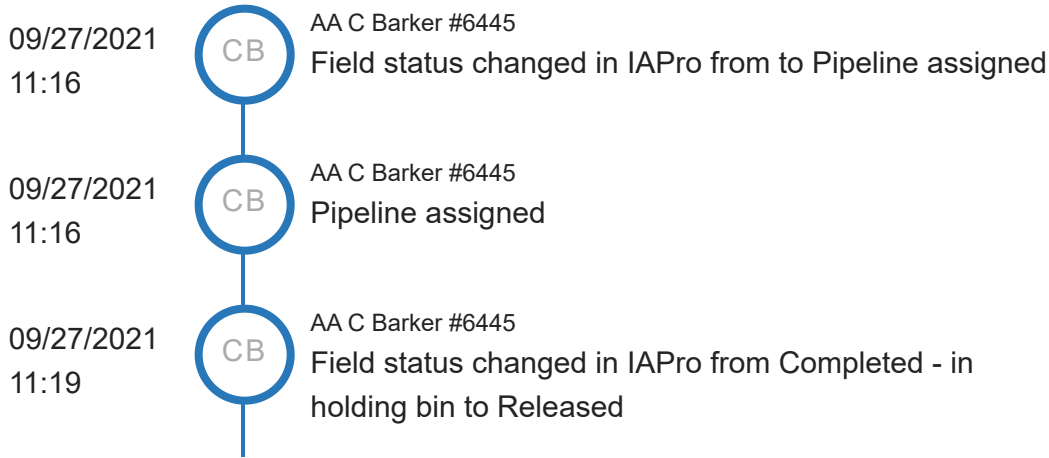 09/27/2021
11:16
CB
AA C Barker #6445
Field status changed in IAPro from to Pipeline assigned
09/27/2021
11:16
CB
AA C Barker #6445
Pipeline assigned
09/27/2021
11:19
CB
AA C Barker #6445
Field status changed in IAPro from Completed - in
holding bin to Released